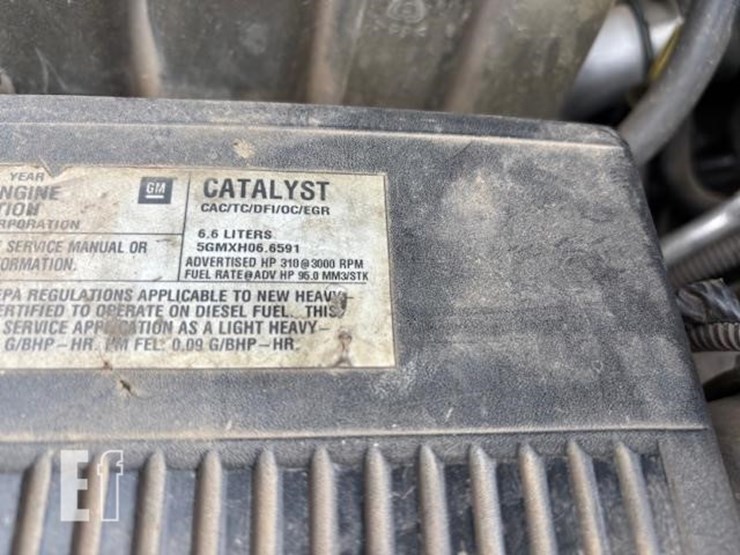 YEAR
ENGINE
TION
RPORATION
SERVICE MANUAL OR
FORMATION.
GM
CATALYST
CAC/TC/DFI/OC/EGR
6.6 LITERS
5GMXH06.6591
ADVERTISED HP 310@3000 RPM
FUEL RATE@ADV HP 95.0 MM3/STK
EPA REGULATIONS APPLICABLE TO NEW HEAVY-
ERTIFIED TO OPERATE ON DIESEL FUEL. THIS
SERVICE APPLICATION AS A LIGHT HEAVY-
G/BHP-HR. PM FEL: 0.09 G/BHP-HR.
Ef